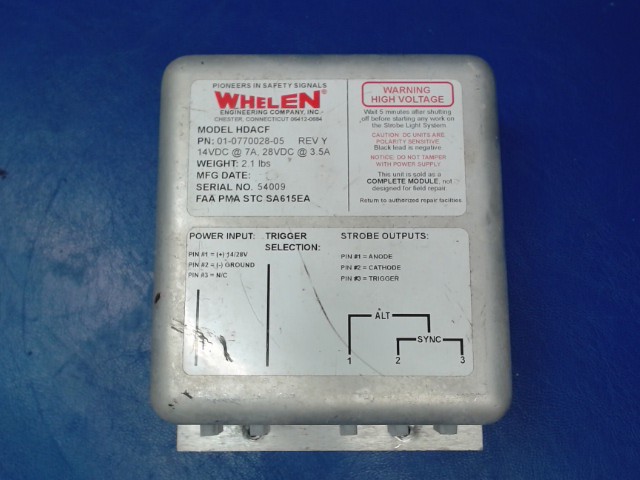 PIONEERS IN SAFETY SIGNALS
WHELEN
ENGINEERING COMPANY, INC.
CHESTER, CONNECTICUT 06412-0684
MODEL HDACF
PN: 01-0770028-05 REV Y
14VDC @ 7A, 28VDC @ 3.5A
WEIGHT: 2.1 lbs
MFG DATE:
SERIAL NO. 54009
FAA PMA STC SA615EA
WARNING
HIGH VOLTAGE
Wait 5 minutes after shutting
off before starting any work on
the Strobe Light System
CAUTION: DC UNITS ARE
POLARITY SENSITIVE
Black lead is negative.
NOTICE: DO NOT TAMPER
WITH POWER SUPPLY
This unit is sold as a
COMPLETE MODULE, not
designed for field repair.
Return to authorized repair facilities.
POWER INPUT:
PIN #1 = (+) 14/28V
PIN #2 = (-) GROUND
PIN #3 = N/C
TRIGGER
SELECTION:
STROBE OUTPUTS:
PIN #1 = ANODE
PIN #2 = CATHODE
PIN #3 = TRIGGER
ALT
SYNC
1 2 3